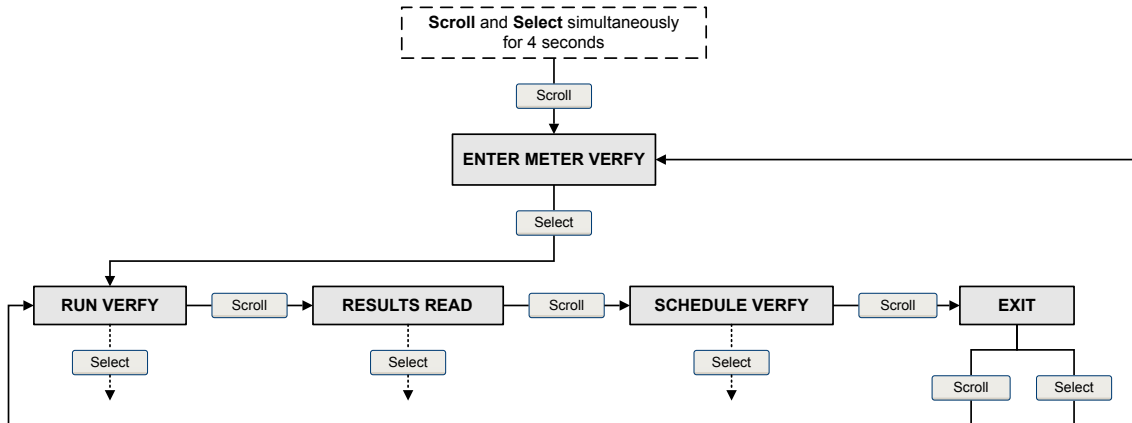 Scroll and Select simultaneously
for 4 seconds
Scroll
ENTER METER VERFY
Select
RUN VERFY
Scroll
RESULTS READ
Scroll
SCHEDULE VERFY
Scroll
EXIT
Select
Select
Select
Scroll
Select